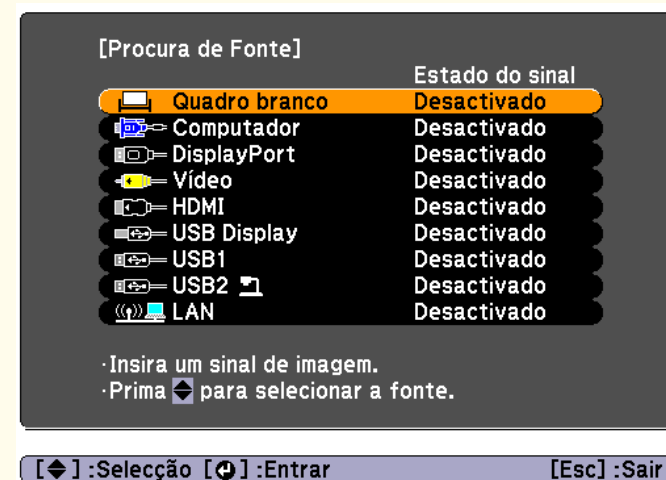 [Procura de Fonte]
Estado do sinal
Quadro branco Desactivado
Computador Desactivado
DisplayPort Desactivado
Vídeo Desactivado
HDMI Desactivado
USB Display Desactivado
USB1 Desactivado
USB2 Desactivado
LAN Desactivado
·Insira um sinal de imagem.
·Prima para selecionar a fonte.
[◆] :Selecção [⏎] :Entrar [Esc] :Sair